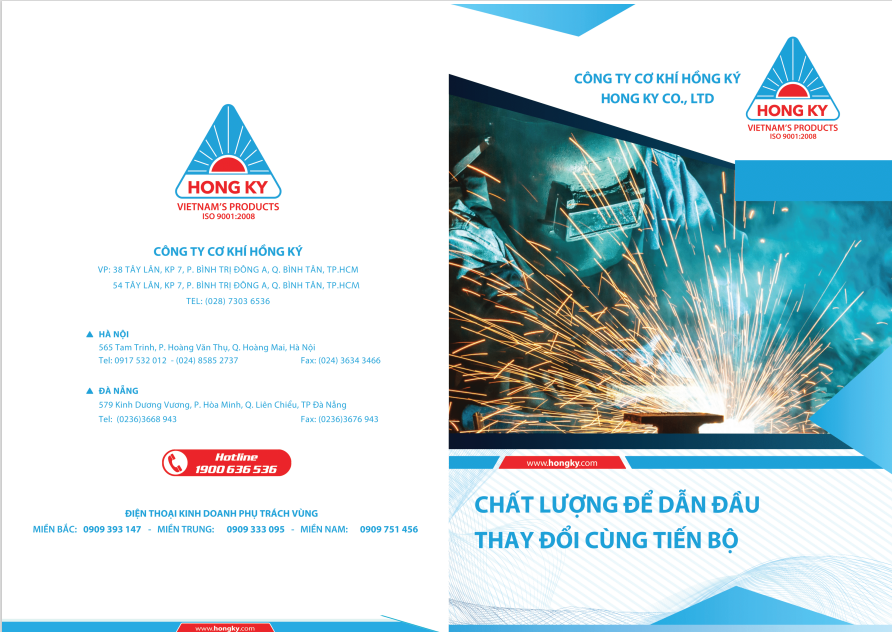 HONG KY
VIETNAM'S PRODUCTS
ISO 9001:2008
CÔNG TY CƠ KHÍ HỒNG KÝ
VP: 38 TÂY LÂN, KP 7, P. BÌNH TRỊ ĐÔNG A, Q. BÌNH TÂN, TP.HCM
54 TÂY LÂN, KP 7, P. BÌNH TRỊ ĐÔNG A, Q. BÌNH TÂN, TP.HCM
TEL: (028) 7303 6536
HÀ NỘI
565 Tam Trinh, P. Hoàng Văn Thụ, Q. Hoàng Mai, Hà Nội
Tel: 0917 532 012 - (024) 8585 2737 Fax: (024) 3634 3466
ĐÀ NẴNG
579 Kinh Dương Vương, P. Hòa Minh, Q. Liên Chiểu, TP Đà Nẵng
Tel: (0236)3668 943 Fax: (0236)3676 943
Hotline
1900 636 536
ĐIỆN THOẠI KINH DOANH PHỤ TRÁCH VÙNG
MIỀN BẮC: 0909 393 147 - MIỀN TRUNG: 0909 333 095 - MIỀN NAM: 0909 751 456
www.hongky.com
CÔNG TY CƠ KHÍ HỒNG KÝ
HONG KY CO., LTD
HONG KY
VIETNAM'S PRODUCTS
ISO 9001:2008
www.hongky.com
CHẤT LƯỢNG ĐỂ DẪN ĐẦU
THAY ĐỔI CÙNG TIẾN BỘ